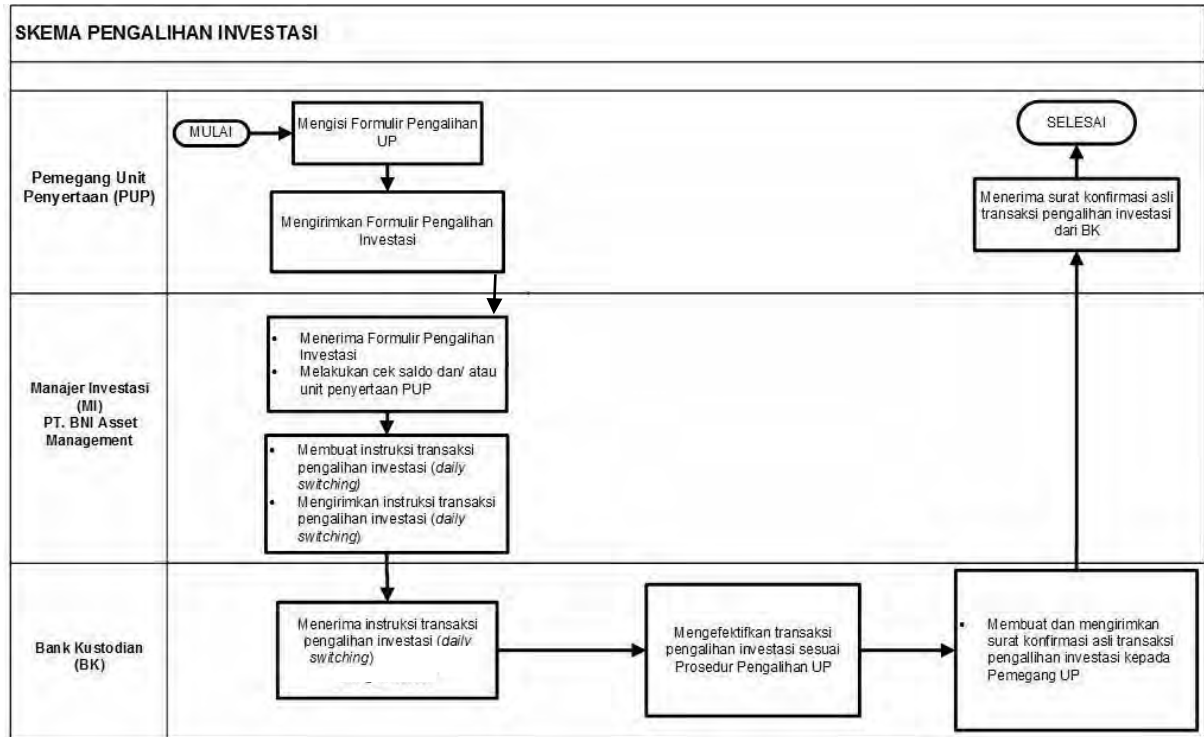 SKEMA PENGALIHAN INVESTASI
Pemegang Unit
Penyertaan (PUP)
MULAI
Mengisi Formulir Pengalihan
UP
Mengirimkan Formulir Pengalihan
Investasi
SELESAI
Menerima surat konfirmasi asli
transaksi pengalihan investasi
dari BK
Manajer Investasi
(MI)
PT. BNI Asset
Management
• Menerima Formulir Pengalihan
Investasi
• Melakukan cek saldo dan/ atau
unit penyertaan PUP
• Membuat instruksi transaksi
pengalihan investasi (daily
switching)
• Mengirimkan instruksi transaksi
pengalihan investasi (daily
switching)
Bank Kustodian
(BK)
Menerima instruksi transaksi
pengalihan investasi (daily
switching)
Mengefektifkan transaksi
pengalihan investasi sesuai
Prosedur Pengalihan UP
• Membuat dan mengirimkan
surat konfirmasi asli transaksi
pengallihan investasi kepada
Pemegang UP